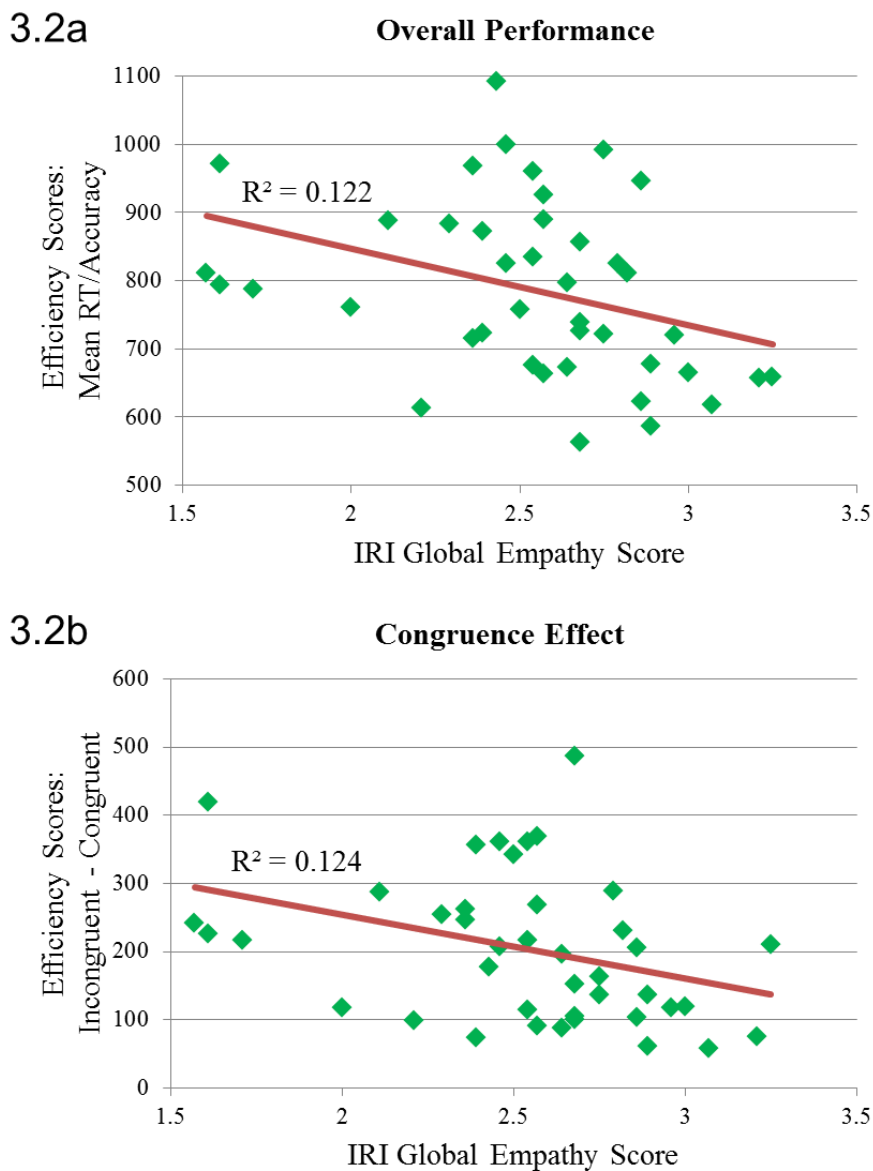 3.2a
Overall Performance
Efficiency Scores:
Mean RT/Accuracy
1100
1000
900
800
700
600
500
R² = 0.122
1.5 2 2.5 3 3.5
IRI Global Empathy Score
3.2b
Congruence Effect
Efficiency Scores:
Incongruent - Congruent
600
500
400
300
200
100
0
R² = 0.124
1.5 2 2.5 3 3.5
IRI Global Empathy Score